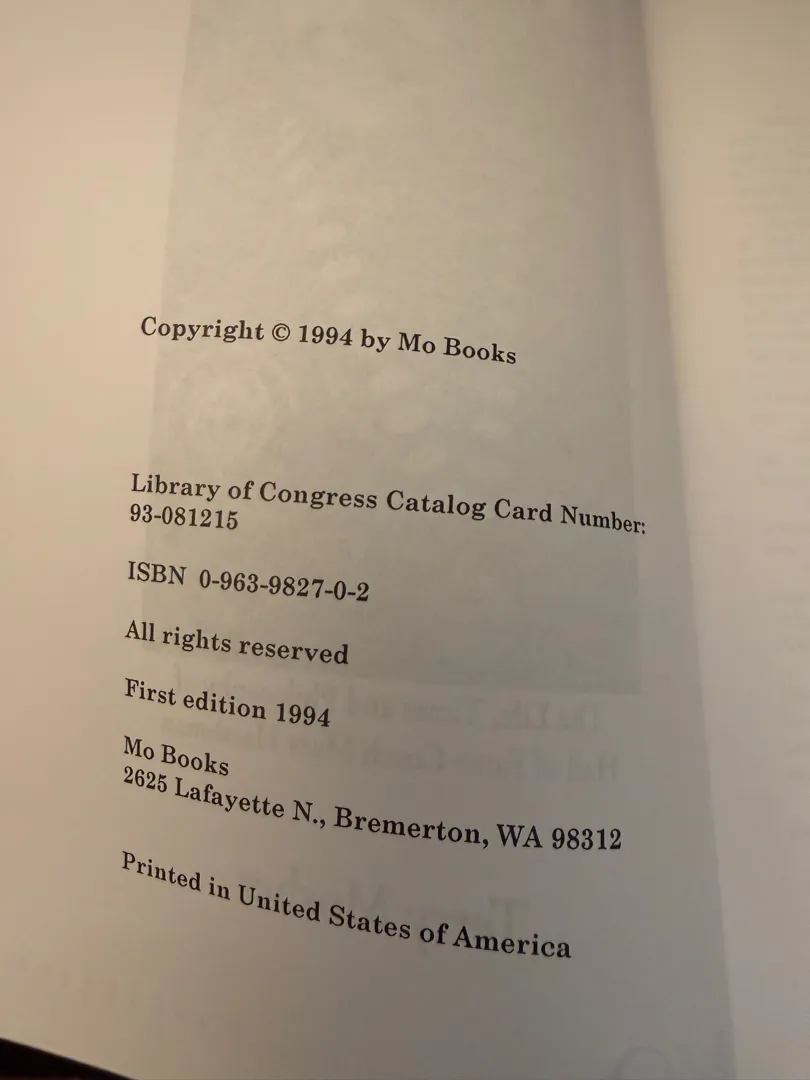 Copyright © 1994 by Mo Books
Library of Congress Catalog Card Number:
93-081215
ISBN 0-963-9827-0-2
All rights reserved
First edition 1994
Mo Books
2625 Lafayette N., Bremerton, WA 98312
Printed in United States of America